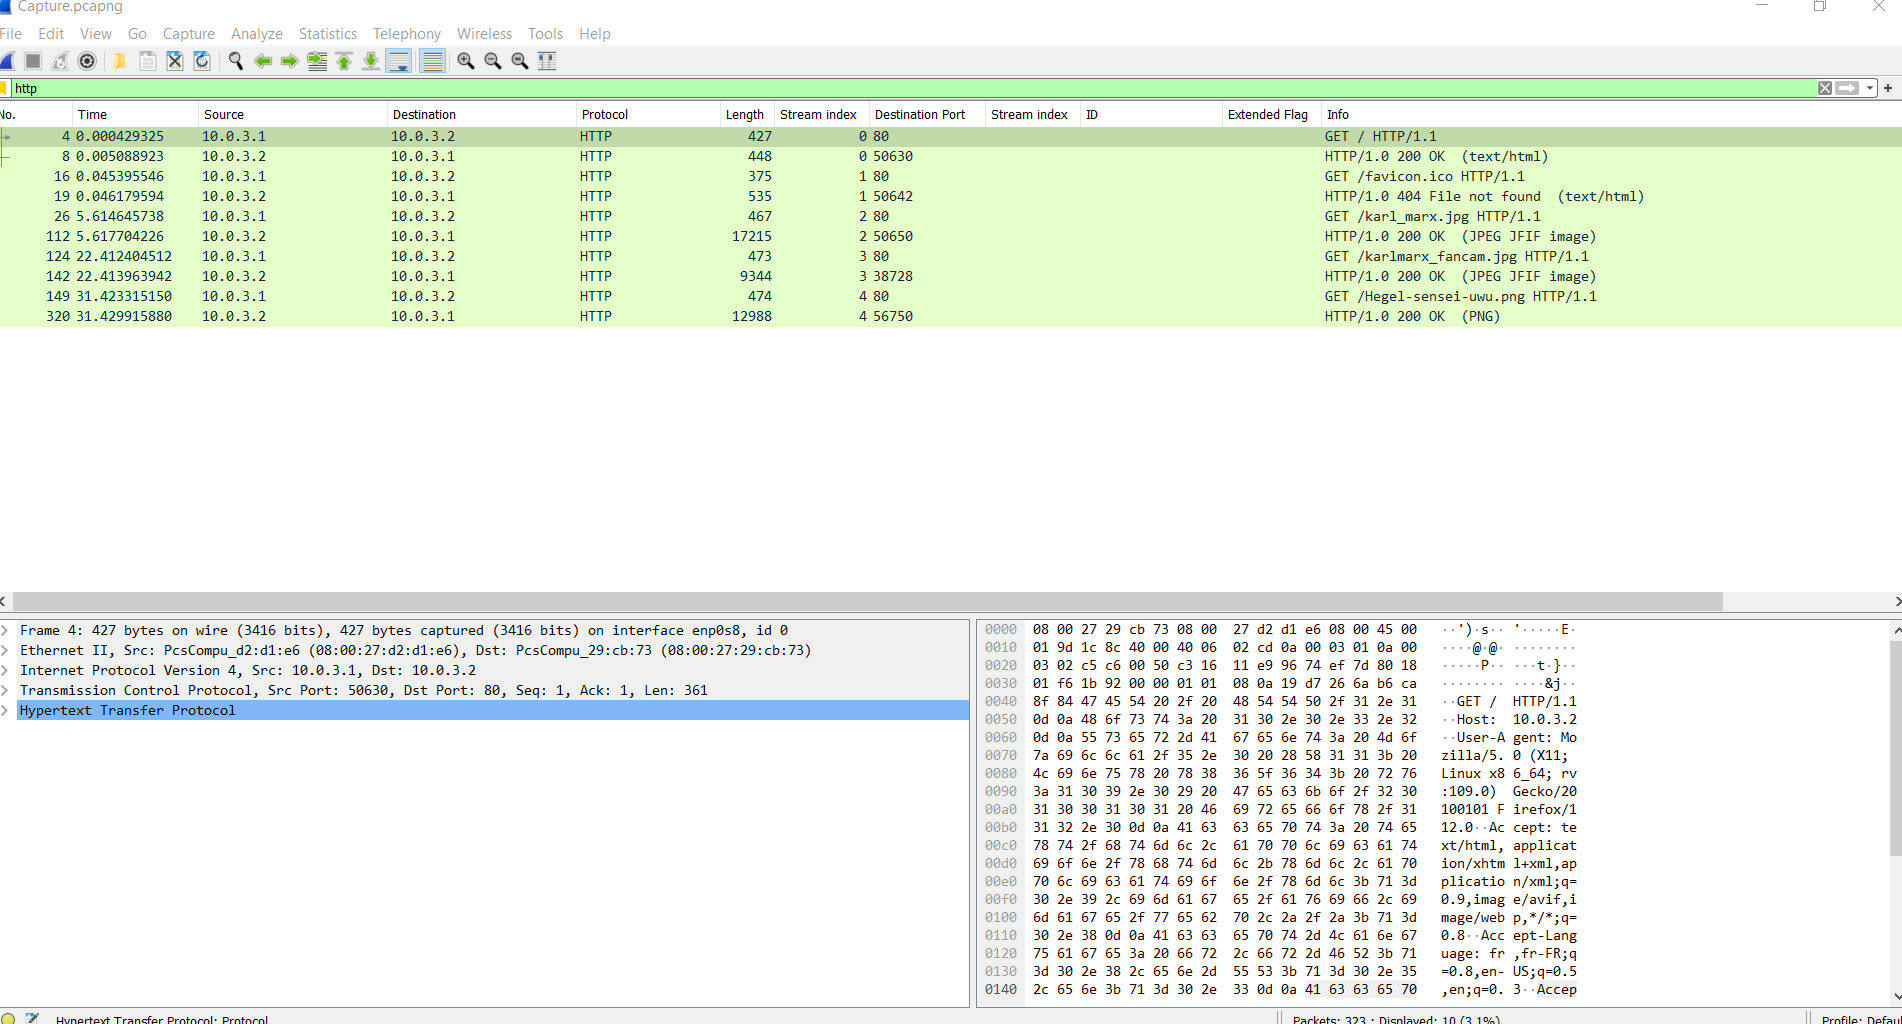 Capture.pcapng
File Edit View Go Capture Analyze Statistics Telephony Wireless Tools Help
http
No. Time Source Destination Protocol Length Stream index Destination Port Stream index ID Extended Flag Info
4 0.000429325 10.0.3.1 10.0.3.2 HTTP 427 0 80 GET / HTTP/1.1
8 0.005088923 10.0.3.2 10.0.3.1 HTTP 448 0 50630 HTTP/1.0 200 OK (text/html)
16 0.045395546 10.0.3.1 10.0.3.2 HTTP 375 1 80 GET /favicon.ico HTTP/1.1
19 0.046179594 10.0.3.2 10.0.3.1 HTTP 535 1 50642 HTTP/1.0 404 File not found (text/html)
26 5.614645738 10.0.3.1 10.0.3.2 HTTP 467 2 80 GET /karl_marx.jpg HTTP/1.1
112 5.617704226 10.0.3.2 10.0.3.1 HTTP 17215 2 50650 HTTP/1.0 200 OK (JPEG JFIF image)
124 22.412404512 10.0.3.1 10.0.3.2 HTTP 473 3 80 GET /karlmarx_fancam.jpg HTTP/1.1
142 22.413963942 10.0.3.2 10.0.3.1 HTTP 9344 3 38728 HTTP/1.0 200 OK (JPEG JFIF image)
149 31.423315150 10.0.3.1 10.0.3.2 HTTP 474 4 80 GET /Hegel-sensei-uwu.png HTTP/1.1
320 31.429915880 10.0.3.2 10.0.3.1 HTTP 12988 4 56750 HTTP/1.0 200 OK (PNG)
Frame 4: 427 bytes on wire (3416 bits), 427 bytes captured (3416 bits) on interface enp0s8, id 0
Ethernet II, Src: PcsCompu_d2:d1:e6 (08:00:27:d2:d1:e6), Dst: PcsCompu_29:cb:73 (08:00:27:29:cb:73)
Internet Protocol Version 4, Src: 10.0.3.1, Dst: 10.0.3.2
Transmission Control Protocol, Src Port: 50630, Dst Port: 80, Seq: 1, Ack: 1, Len: 361
Hypertext Transfer Protocol
0000 08 00 27 29 cb 73 08 00 27 d2 d1 e6 08 00 45 00 ··')·s·· '·····E·
0010 01 9d 1c 8c 40 00 40 06 02 cd 0a 00 03 01 0a 00 ····@·@· ········
0020 03 02 c5 c6 00 50 c3 16 11 e9 96 74 ef 7d 80 18 ·····P·· ···t·}··
0030 01 f6 1b 92 00 00 01 01 08 0a 19 d7 26 6a b6 ca ········ ····&j··
0040 8f 84 47 45 54 20 2f 20 48 54 54 50 2f 31 2e 31 ··GET / HTTP/1.1
0050 0d 0a 48 6f 73 74 3a 20 31 30 2e 30 2e 33 2e 32 ··Host: 10.0.3.2
0060 0d 0a 55 73 65 72 2d 41 67 65 6e 74 3a 20 4d 6f ··User-A gent: Mo
0070 7a 69 6c 6c 61 2f 35 2e 30 20 28 58 31 31 3b 20 zilla/5. 0 (X11;
0080 4c 69 6e 75 78 20 78 38 36 5f 36 34 3b 20 72 76 Linux x8 6_64; rv
0090 3a 31 30 39 2e 30 29 20 47 65 63 6b 6f 2f 32 30 :109.0) Gecko/20
00a0 31 30 30 31 30 31 20 46 69 72 65 66 6f 78 2f 31 100101 F irefox/1
00b0 31 32 2e 30 0d 0a 41 63 63 65 70 74 3a 20 74 65 12.0··Ac cept: te
00c0 78 74 2f 68 74 6d 6c 2c 61 70 70 6c 69 63 61 74 xt/html, applicat
00d0 69 6f 6e 2f 78 68 74 6d 6c 2b 78 6d 6c 2c 61 70 ion/xhtm l+xml,ap
00e0 70 6c 69 63 61 74 69 6f 6e 2f 78 6d 6c 3b 71 3d plicatio n/xml;q=
00f0 30 2e 39 2c 69 6d 61 67 65 2f 61 76 69 66 2c 69 0.9,imag e/avif,i
0100 6d 61 67 65 2f 77 65 62 70 2c 2a 2f 2a 3b 71 3d mage/web p,*/*;q=
0110 30 2e 38 0d 0a 41 63 63 65 70 74 2d 4c 61 6e 67 0.8··Acc ept-Lang
0120 75 61 67 65 3a 20 66 72 2c 66 72 2d 46 52 3b 71 uage: fr ,fr-FR;q
0130 3d 30 2e 38 2c 65 6e 2d 55 53 3b 71 3d 30 2e 35 =0.8,en- US;q=0.5
0140 2c 65 6e 3b 71 3d 30 2e 33 0d 0a 41 63 63 65 70 ,en;q=0. 3··Accep
Hypertext Transfer Protocol: Protocol
Packets: 323 · Displayed: 10 (3.1%)
Profile: Defau